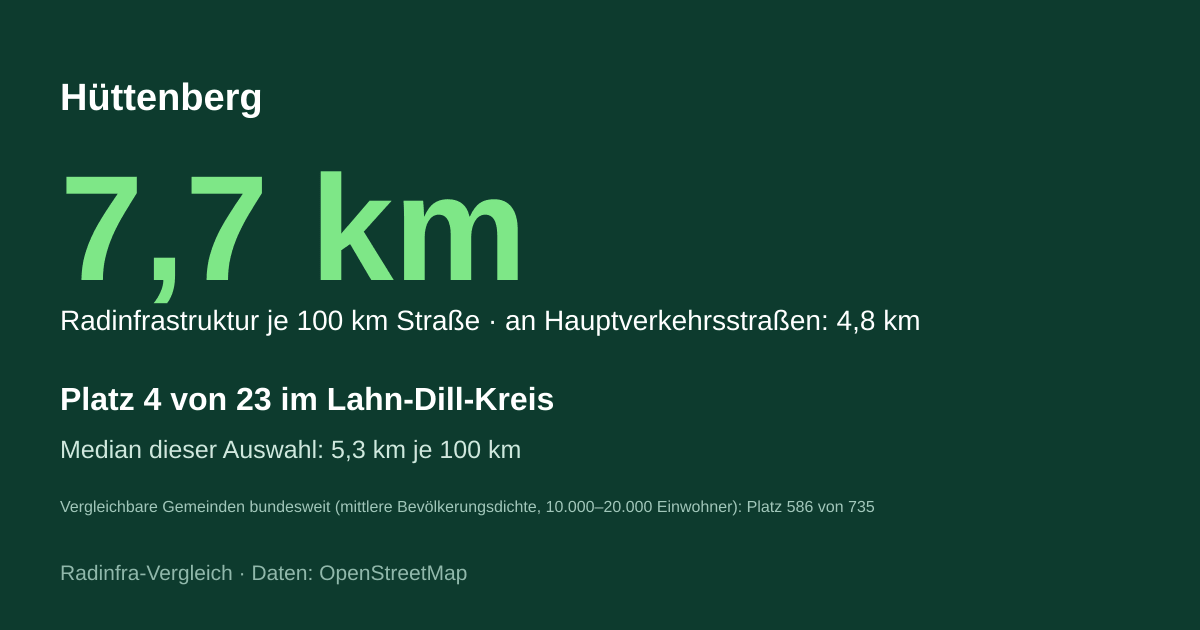 Hüttenberg
7,7 km
Radinfrastruktur je 100 km Straße · an Hauptverkehrsstraßen: 4,8 km
Platz 4 von 23 im Lahn-Dill-Kreis
Median dieser Auswahl: 5,3 km je 100 km
Vergleichbare Gemeinden bundesweit (mittlere Bevölkerungsdichte, 10.000–20.000 Einwohner): Platz 586 von 735
Radinfra-Vergleich · Daten: OpenStreetMap